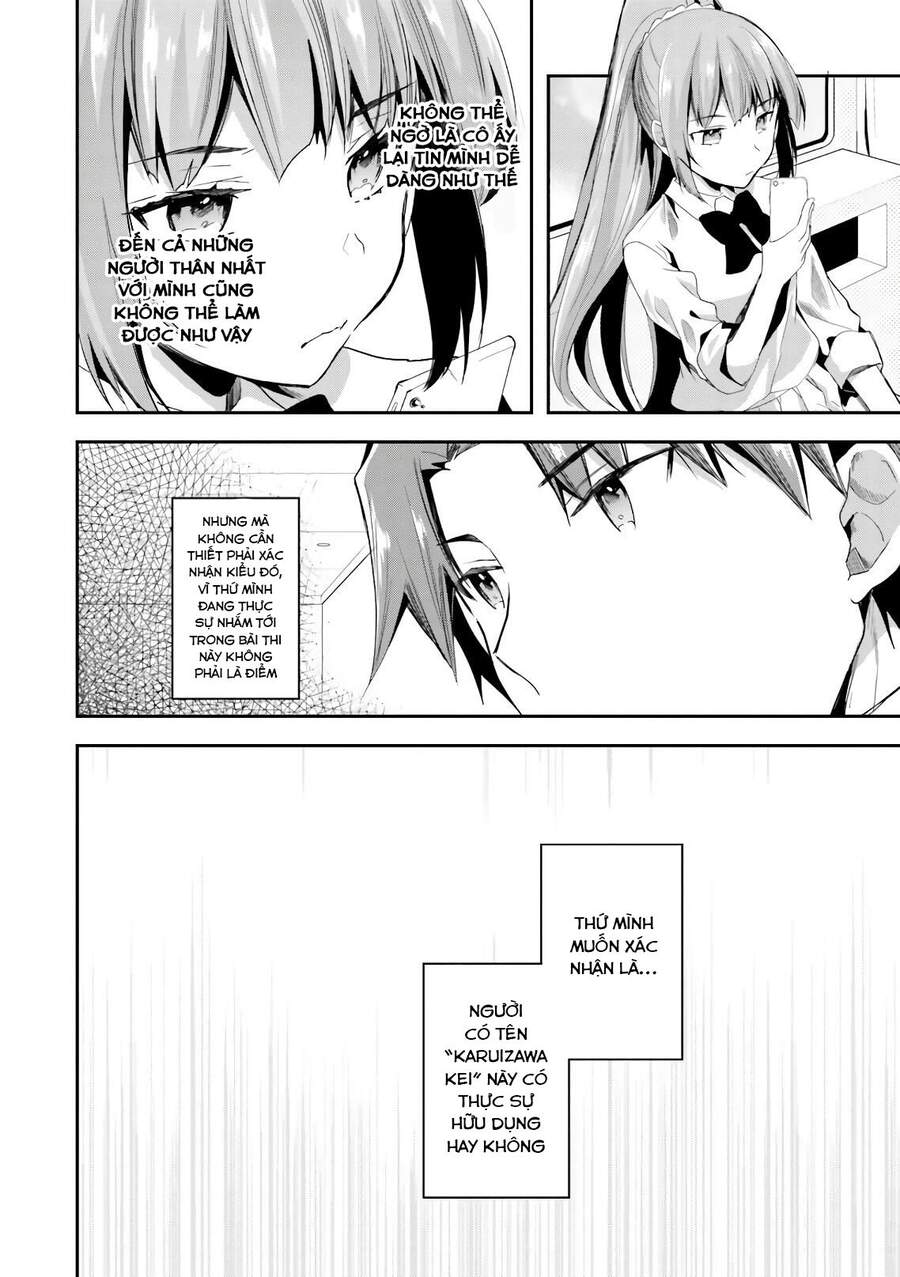 KHÔNG THỂ
NGỜ LÀ CÔ ẤY
LẠI TIN MÌNH DỄ
DÀNG NHƯ THẾ
ĐẾN CẢ NHỮNG
NGƯỜI THÂN NHẤT
VỚI MÌNH CŨNG
KHÔNG THỂ LÀM
ĐƯỢC NHƯ VẬY
NHƯNG MÀ
KHÔNG CẦN
THIẾT PHẢI XÁC
NHẬN KIỂU ĐÓ,
VÌ THỨ MÌNH
ĐANG THỰC
SỰ NHẮM TỚI
TRONG BÀI THI
NÀY KHÔNG
PHẢI LÀ ĐIỂM
THỨ MÌNH
MUỐN XÁC
NHẬN LÀ...
NGƯỜI
CÓ TÊN
"KARUIZAWA
KEI" NÀY CÓ
THỰC SỰ
HỮU DỤNG
HAY KHÔNG